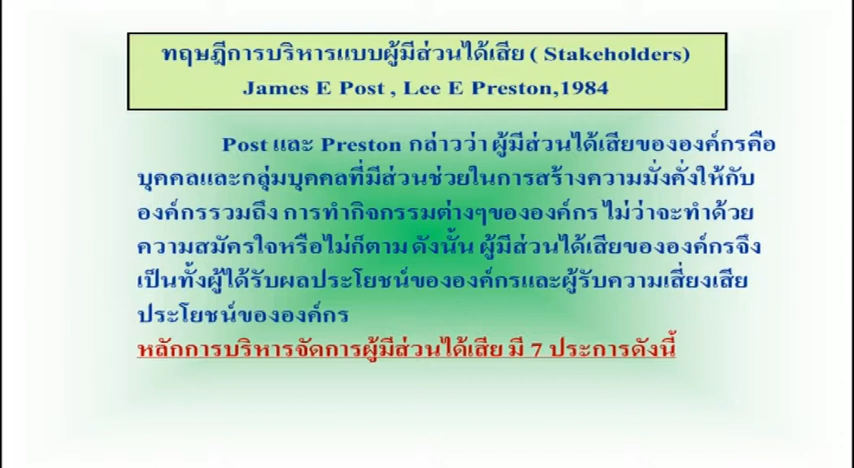 ทฤษฎีการบริหารแบบผู้มีส่วนได้เสีย ( Stakeholders)
James E Post , Lee E Preston,1984
Post และ Preston กล่าวว่า ผู้มีส่วนได้เสียขององค์กรคือ
บุคคลและกลุ่มบุคคลที่มีส่วนช่วยในการสร้างความมั่งคั่งให้กับ
องค์กรรวมถึง การทำกิจกรรมต่างๆขององค์กร ไม่ว่าจะทำด้วย
ความสมัครใจหรือไม่ก็ตาม ดังนั้น ผู้มีส่วนได้เสียขององค์กรจึง
เป็นทั้งผู้ได้รับผลประโยชน์ขององค์กรและผู้รับความเสี่ยงเสีย
ประโยชน์ขององค์กร
หลักการบริหารจัดการผู้มีส่วนได้เสีย มี 7 ประการดังนี้